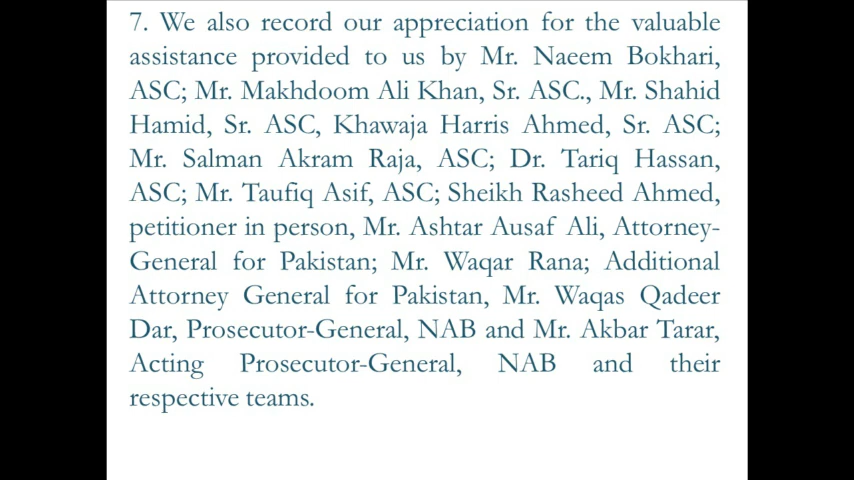 7. We also record our appreciation for the valuable
assistance provided to us by Mr. Naeem Bokhari,
ASC; Mr. Makhdoom Ali Khan, Sr. ASC., Mr. Shahid
Hamid, Sr. ASC, Khawaja Harris Ahmed, Sr. ASC;
Mr. Salman Akram Raja, ASC; Dr. Tariq Hassan,
ASC; Mr. Taufiq Asif, ASC; Sheikh Rasheed Ahmed,
petitioner in person, Mr. Ashtar Ausaf Ali, Attorney-
General for Pakistan; Mr. Waqar Rana; Additional
Attorney General for Pakistan, Mr. Waqas Qadeer
Dar, Prosecutor-General, NAB and Mr. Akbar Tarar,
Acting Prosecutor-General, NAB and their
respective teams.